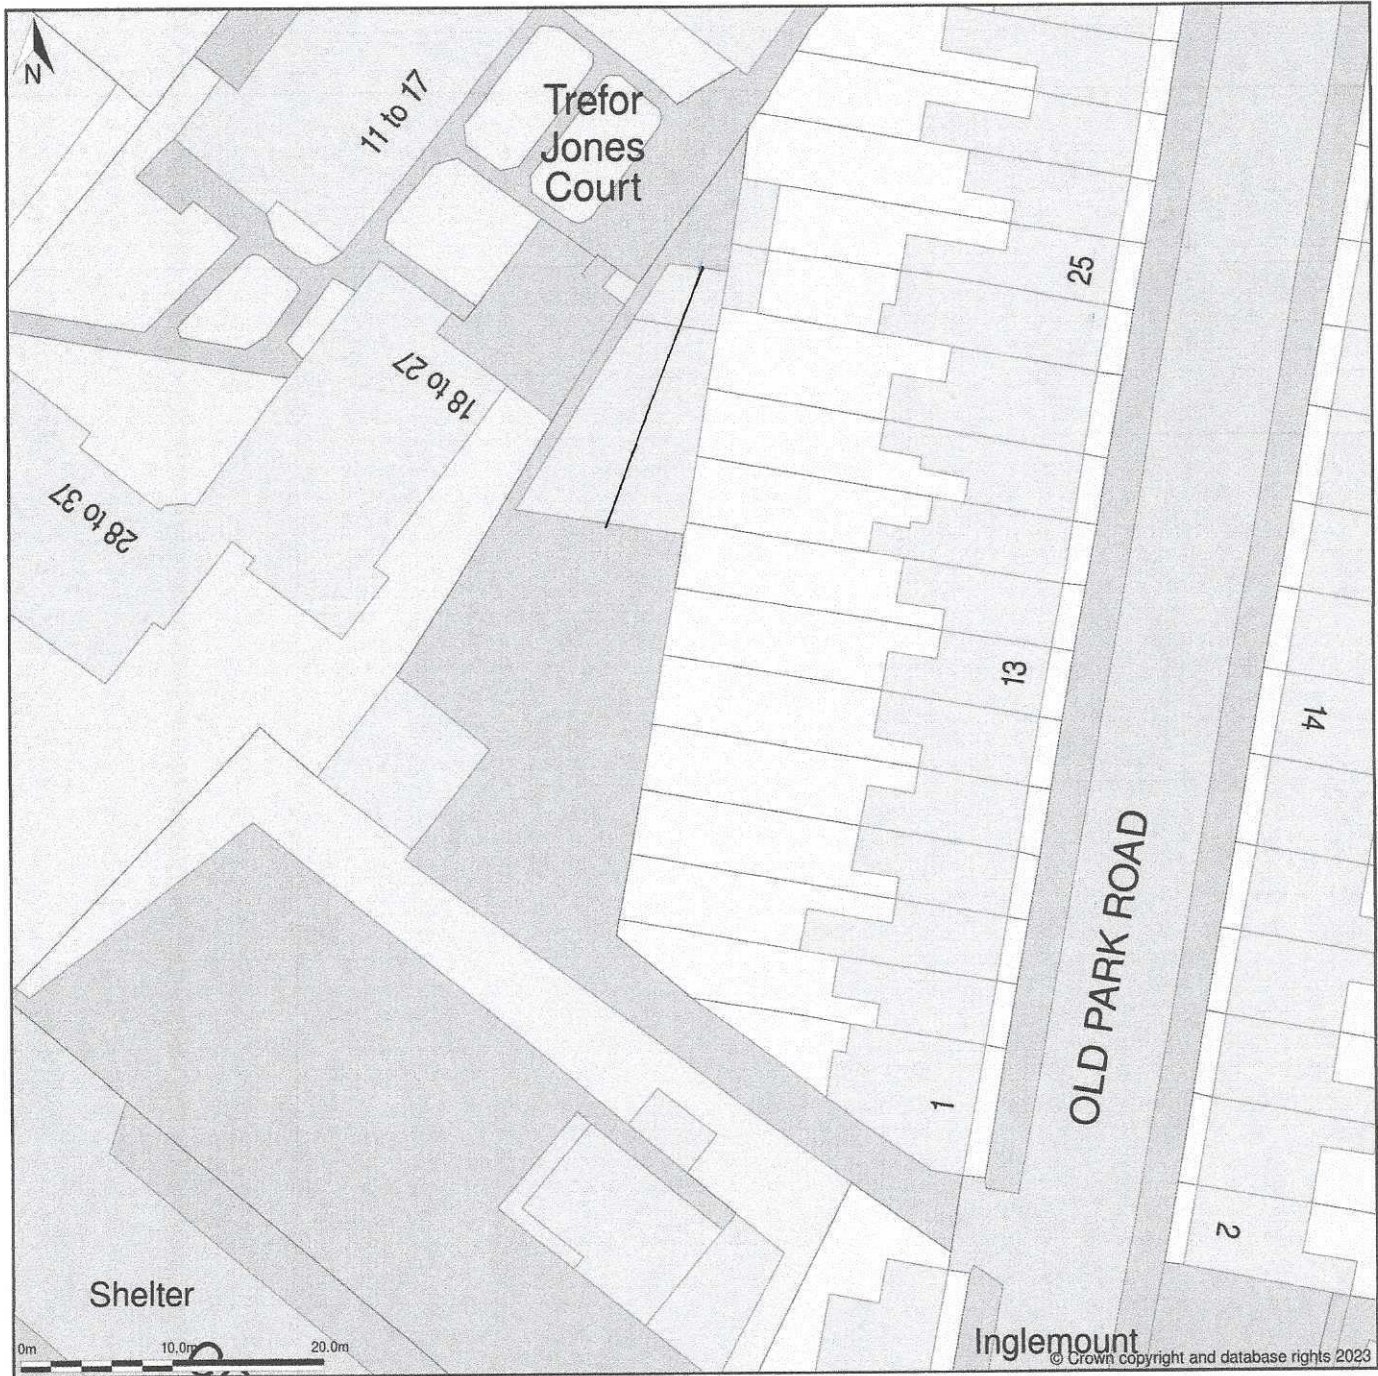 N
11 to 17
Trefor
Jones
Court
25
18 to 27
28 to 37
13
14
OLD PARK ROAD
1
2
Shelter
Inglemount
0m
10.0m
20.0m
© Crown copyright and database rights 2023